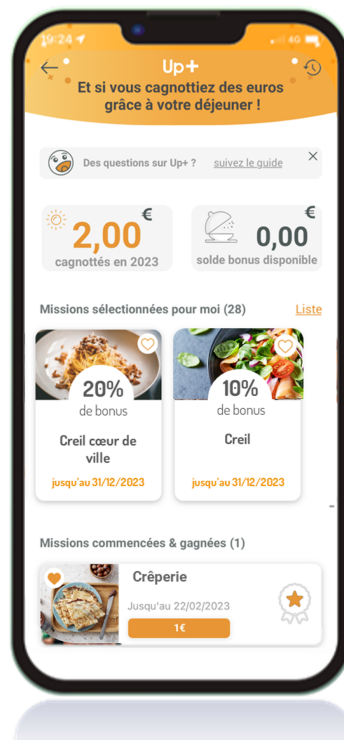 19:24
4G
Up+
Et si vous cagnottiez des euros
grâce à votre déjeuner !
Des questions sur Up+ ? suivez le guide
2,00 €
cagnottés en 2023
0,00 €
solde bonus disponible
Missions sélectionnées pour moi (28) Liste
20%
de bonus
Creil cœur de
ville
jusqu'au 31/12/2023
10%
de bonus
Creil
jusqu'au 31/12/2023
Missions commencées & gagnées (1)
Crêperie
Jusqu'au 22/02/2023
1€